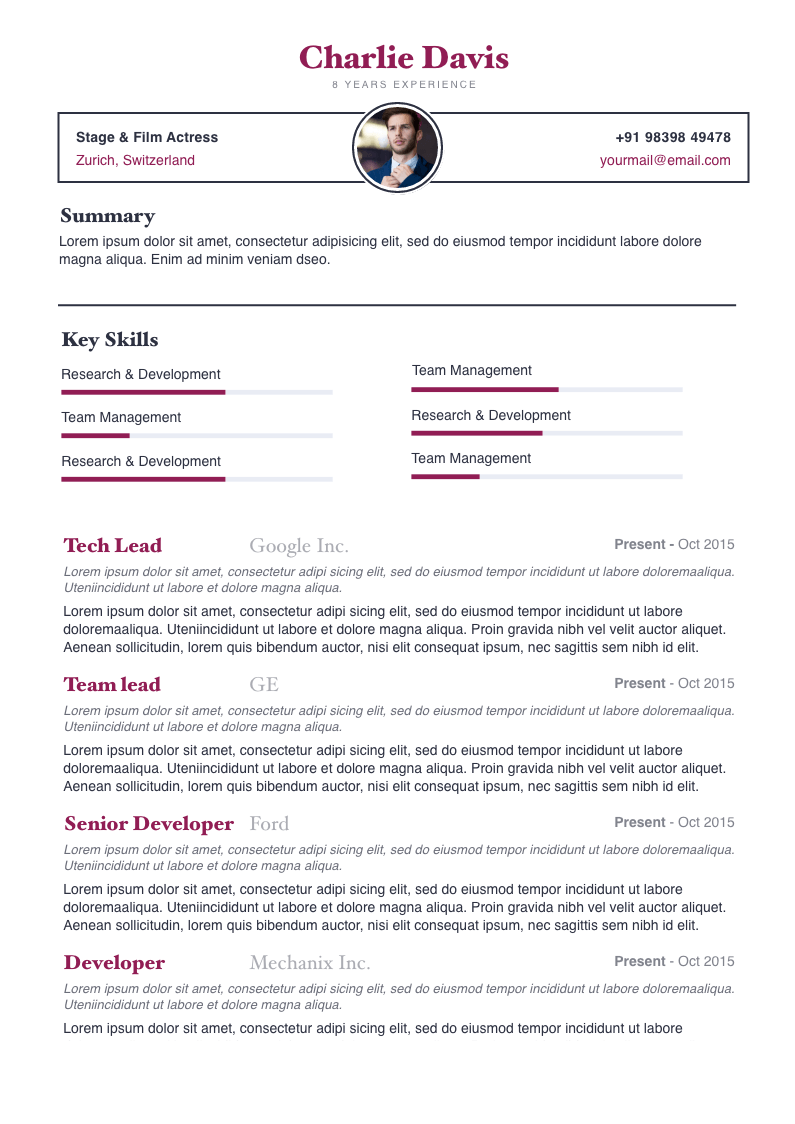 Charlie Davis
8 YEARS EXPERIENCE
Stage & Film Actress
Zurich, Switzerland
+91 98398 49478
yourmail@email.com
Summary
Lorem ipsum dolor sit amet, consectetur adipisicing elit, sed do eiusmod tempor incididunt labore dolore
magna aliqua. Enim ad minim veniam dseo.
Key Skills
Research & Development
Team Management
Research & Development
Team Management
Research & Development
Team Management
Tech Lead Google Inc. Present - Oct 2015
Lorem ipsum dolor sit amet, consectetur adipi sicing elit, sed do eiusmod tempor incididunt ut labore doloremaaliqua.
Uteniincididunt ut labore et dolore magna aliqua.
Lorem ipsum dolor sit amet, consectetur adipi sicing elit, sed do eiusmod tempor incididunt ut labore
doloremaaliqua. Uteniincididunt ut labore et dolore magna aliqua. Proin gravida nibh vel velit auctor aliquet.
Aenean sollicitudin, lorem quis bibendum auctor, nisi elit consequat ipsum, nec sagittis sem nibh id elit.
Team lead GE Present - Oct 2015
Lorem ipsum dolor sit amet, consectetur adipi sicing elit, sed do eiusmod tempor incididunt ut labore doloremaaliqua.
Uteniincididunt ut labore et dolore magna aliqua.
Lorem ipsum dolor sit amet, consectetur adipi sicing elit, sed do eiusmod tempor incididunt ut labore
doloremaaliqua. Uteniincididunt ut labore et dolore magna aliqua. Proin gravida nibh vel velit auctor aliquet.
Aenean sollicitudin, lorem quis bibendum auctor, nisi elit consequat ipsum, nec sagittis sem nibh id elit.
Senior Developer Ford Present - Oct 2015
Lorem ipsum dolor sit amet, consectetur adipi sicing elit, sed do eiusmod tempor incididunt ut labore doloremaaliqua.
Uteniincididunt ut labore et dolore magna aliqua.
Lorem ipsum dolor sit amet, consectetur adipi sicing elit, sed do eiusmod tempor incididunt ut labore
doloremaaliqua. Uteniincididunt ut labore et dolore magna aliqua. Proin gravida nibh vel velit auctor aliquet.
Aenean sollicitudin, lorem quis bibendum auctor, nisi elit consequat ipsum, nec sagittis sem nibh id elit.
Developer Mechanix Inc. Present - Oct 2015
Lorem ipsum dolor sit amet, consectetur adipi sicing elit, sed do eiusmod tempor incididunt ut labore doloremaaliqua.
Uteniincididunt ut labore et dolore magna aliqua.
Lorem ipsum dolor sit amet, consectetur adipi sicing elit, sed do eiusmod tempor incididunt ut labore